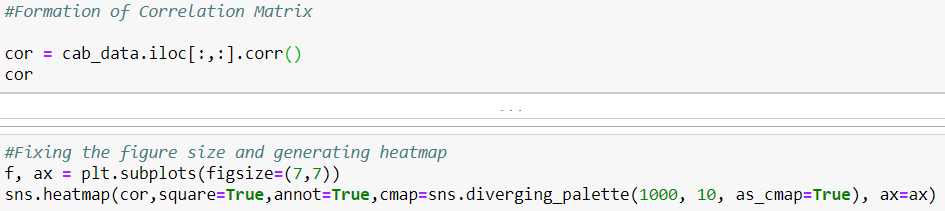 #Formation of Correlation Matrix
cor = cab_data.iloc[:,:].corr()
cor
...
#Fixing the figure size and generating heatmap
f, ax = plt.subplots(figsize=(7,7))
sns.heatmap(cor,square=True,annot=True,cmap=sns.diverging_palette(1000, 10, as_cmap=True), ax=ax)